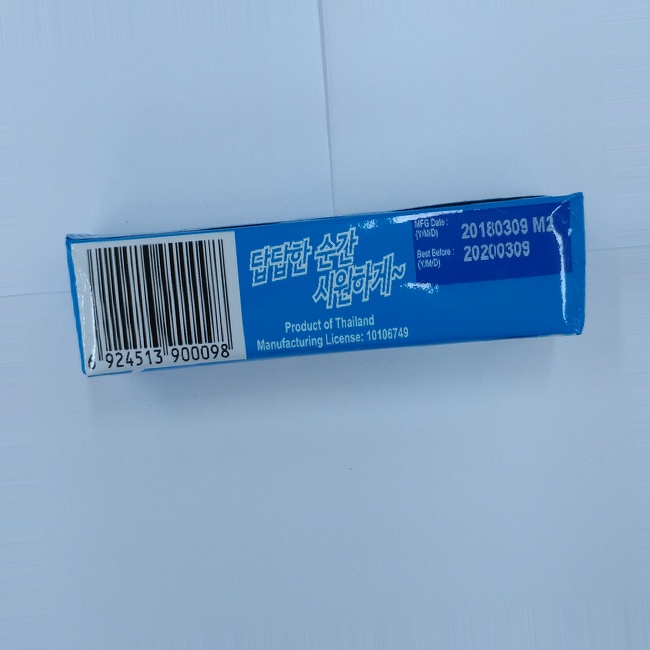 답답한 순간
시원하게~
Product of Thailand
Manufacturing License: 10106749
MFG Date :
(Y/M/D)
20180309 M2
Best Before :
(Y/M/D)
20200309
6 924513 900098